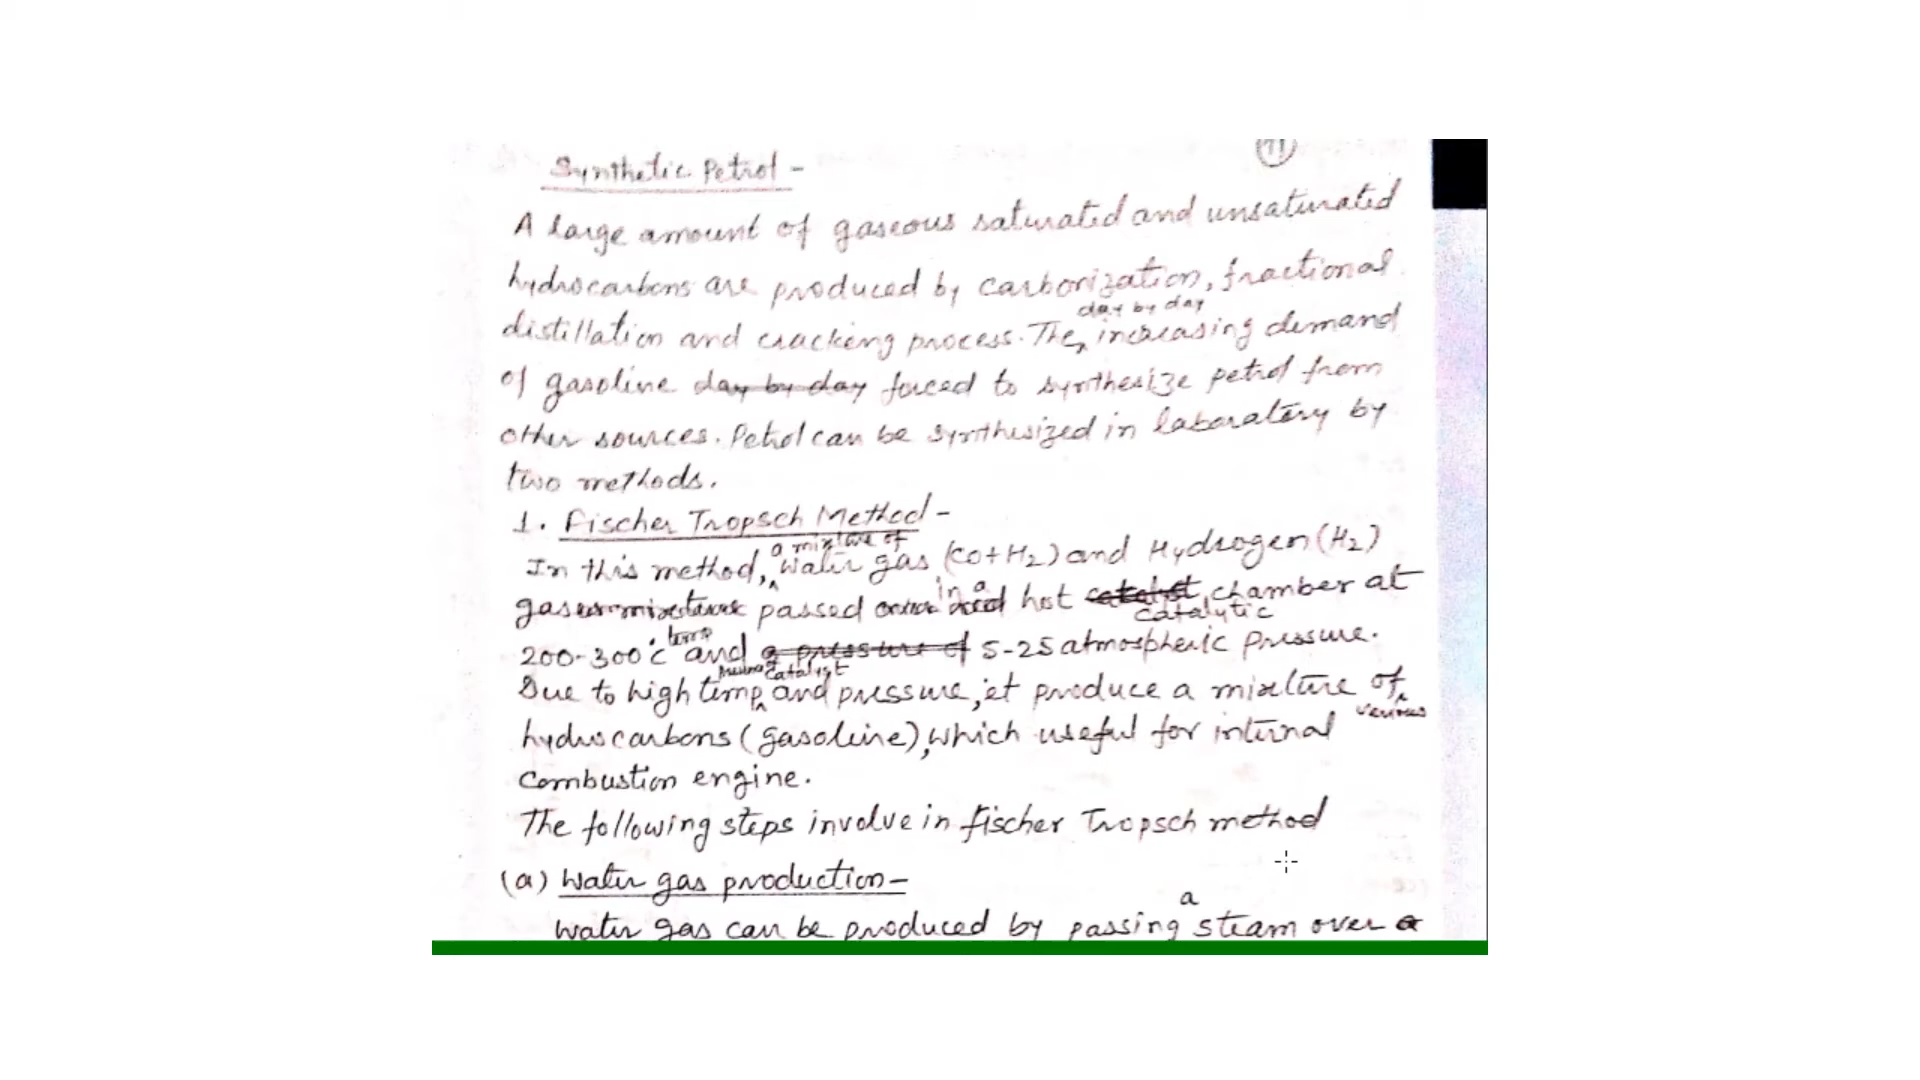 11
Synthetic Petrol -
A large amount of gaseous saturated and unsaturated
hydrocarbons are produced by carbonization, fractional
distillation and cracking process. The day by day increasing demand
of gasoline day by day forced to synthesize petrol from
other sources. Petrol can be synthesized in laboratory by
two methods.
1. Fischer Tropsch Method -
In this method, a mixture of water gas (CO+H2) and Hydrogen (H2)
gaseous mixture passed in a hot catalyst catalytic chamber at
200-300°C temp and a pressure of 5-25 atmospheric pressure.
Due to high temp, catalyst and pressure, it produce a mixture of various
hydrocarbons (gasoline), which useful for internal
combustion engine.
The following steps involve in Fischer Tropsch method
(a) Water gas production -
Water gas can be produced by passing a steam over a